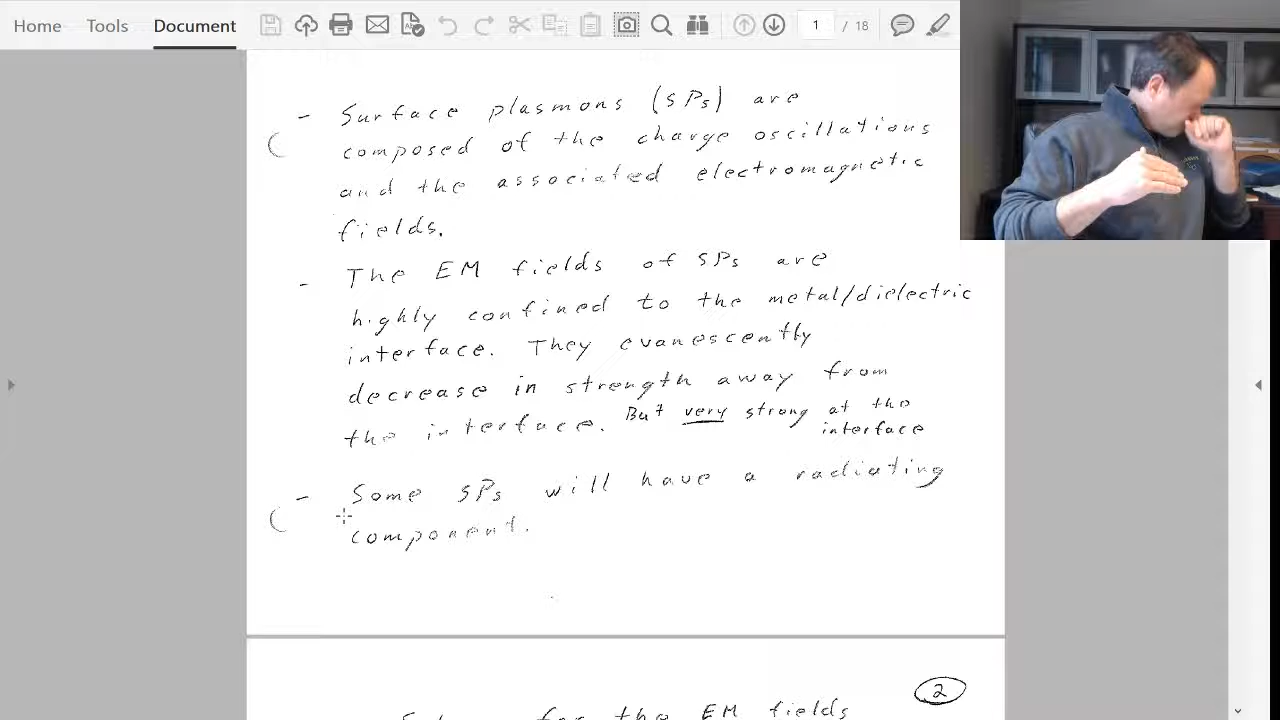 Home Tools Document 1 / 18
- Surface plasmons (SPs) are
composed of the charge oscillations
and the associated electromagnetic
fields.
- The EM fields of SPs are
highly confined to the metal/dielectric
interface. They evanescently
decrease in strength away from
the interface. But very strong at the
interface
- Some SPs will have a radiating
component.
2
for the EM fields